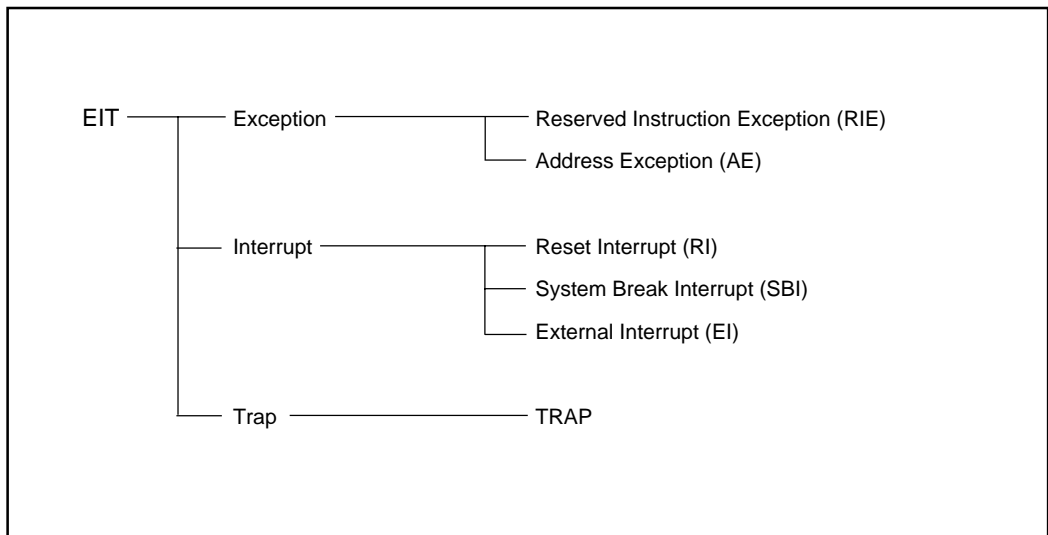 EIT Exception Reserved Instruction Exception (RIE)
Address Exception (AE)
Interrupt Reset Interrupt (RI)
System Break Interrupt (SBI)
External Interrupt (EI)
Trap TRAP